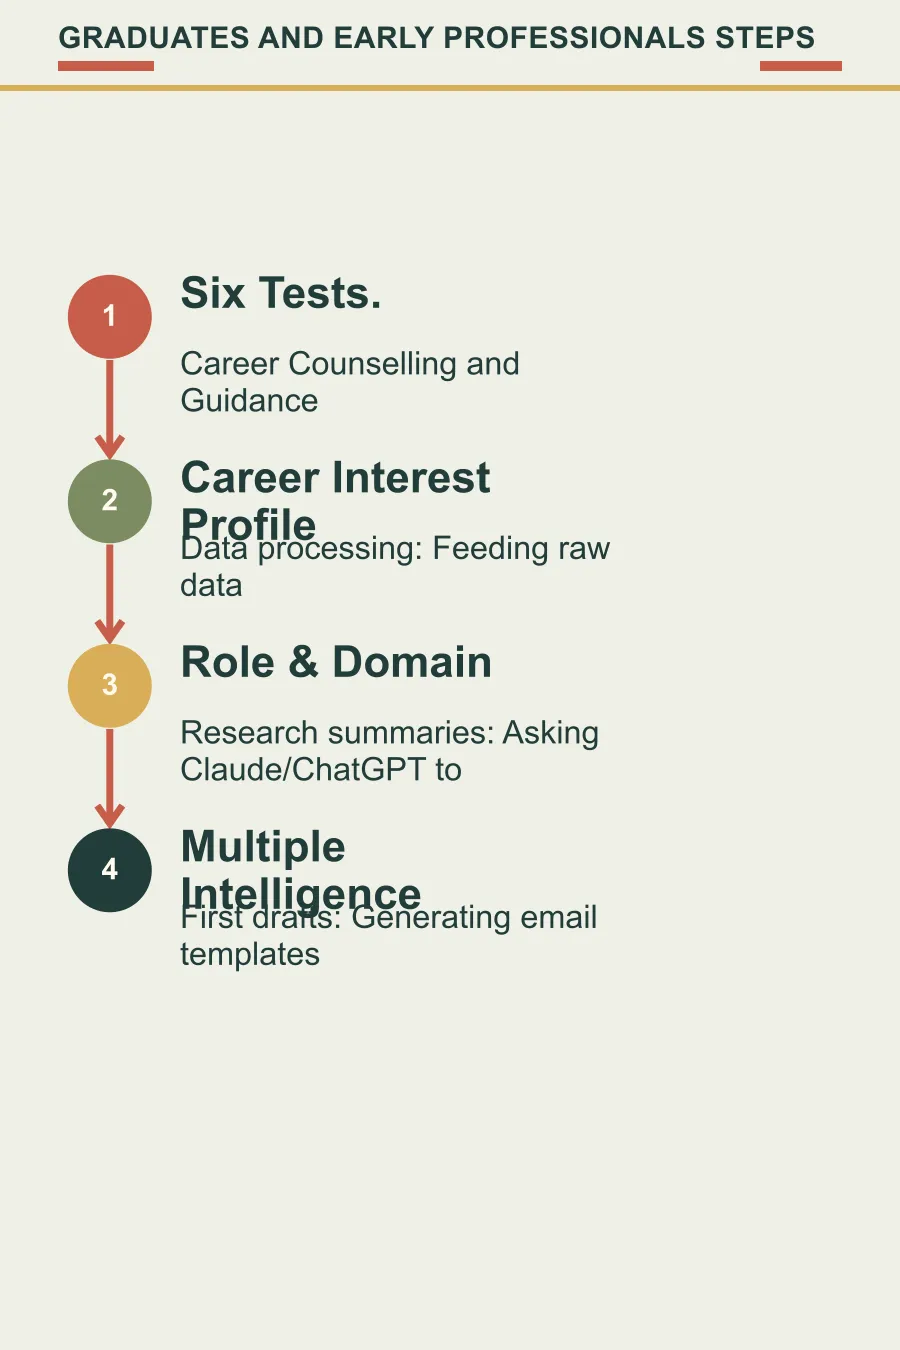 GRADUATES AND EARLY PROFESSIONALS STEPS
1
Six Tests.
Career Counselling and
Guidance
2
Career Interest
Profile
Data processing: Feeding raw
data
3
Role & Domain
Research summaries: Asking
Claude/ChatGPT to
4
Multiple
Intelligence
First drafts: Generating email
templates